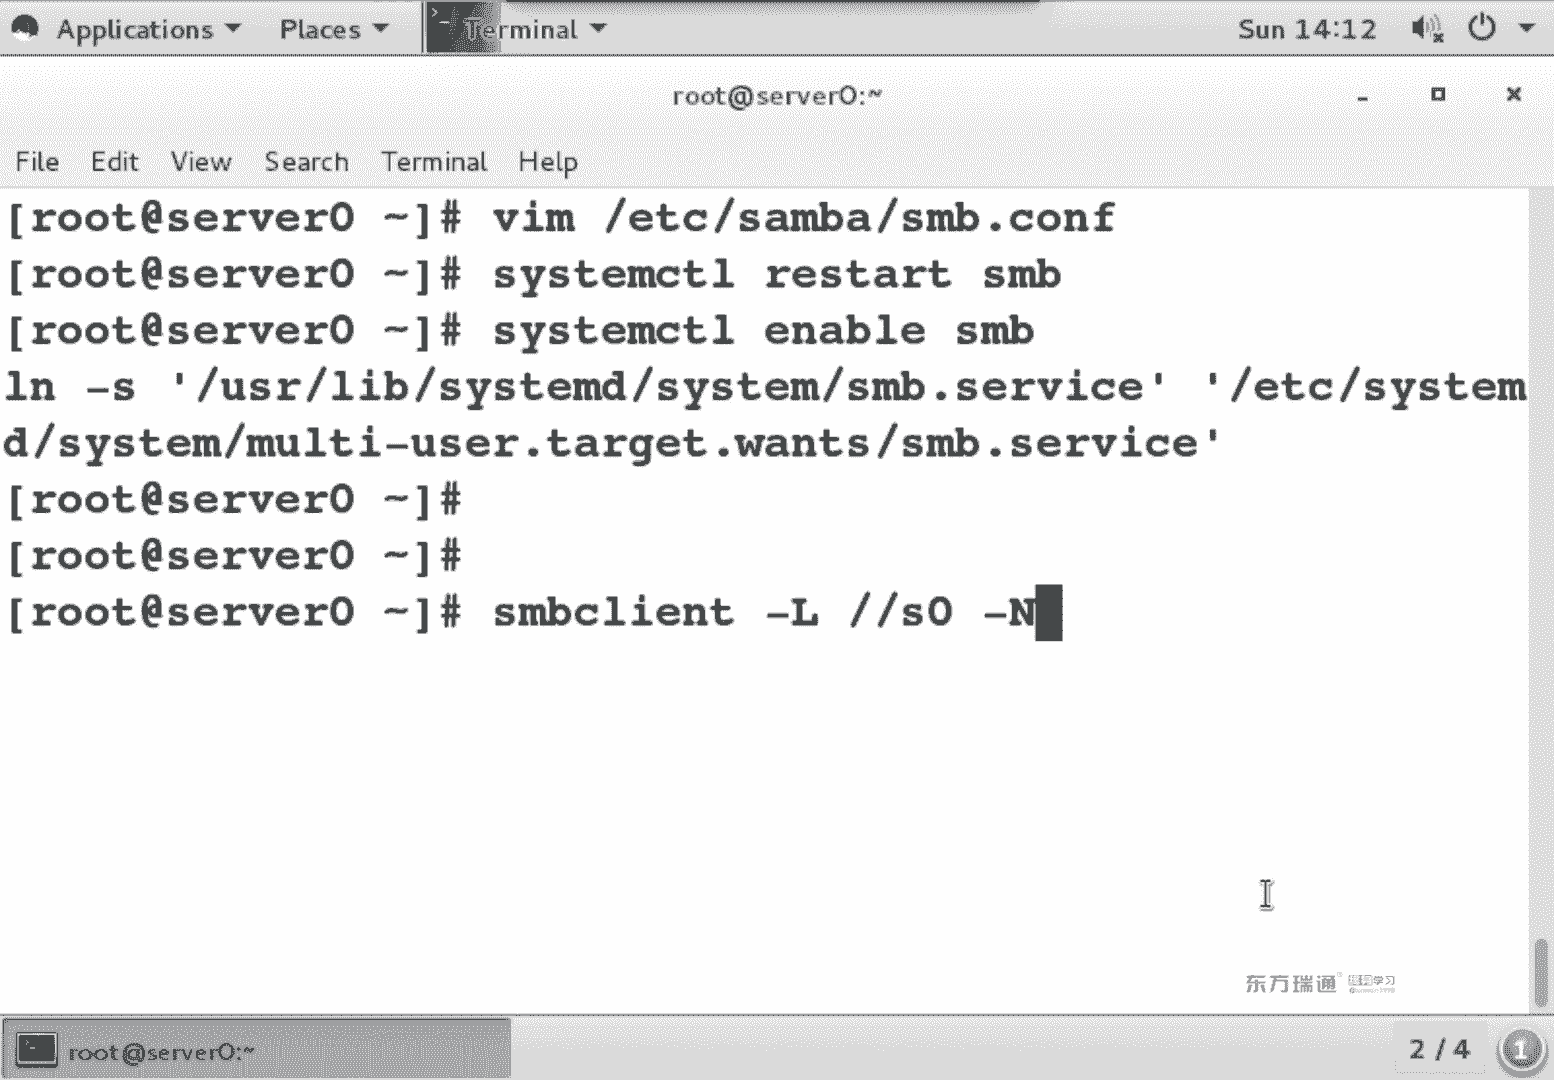 Applications Places Terminal Sun 14:12
root@server0:~
File Edit View Search Terminal Help
[root@server0 ~]# vim /etc/samba/smb.conf
[root@server0 ~]# systemctl restart smb
[root@server0 ~]# systemctl enable smb
ln -s '/usr/lib/systemd/system/smb.service' '/etc/system
d/system/multi-user.target.wants/smb.service'
[root@server0 ~]#
[root@server0 ~]#
[root@server0 ~]# smbclient -L //s0 -N
东方瑞通
root@server0:~ 2 / 4 1